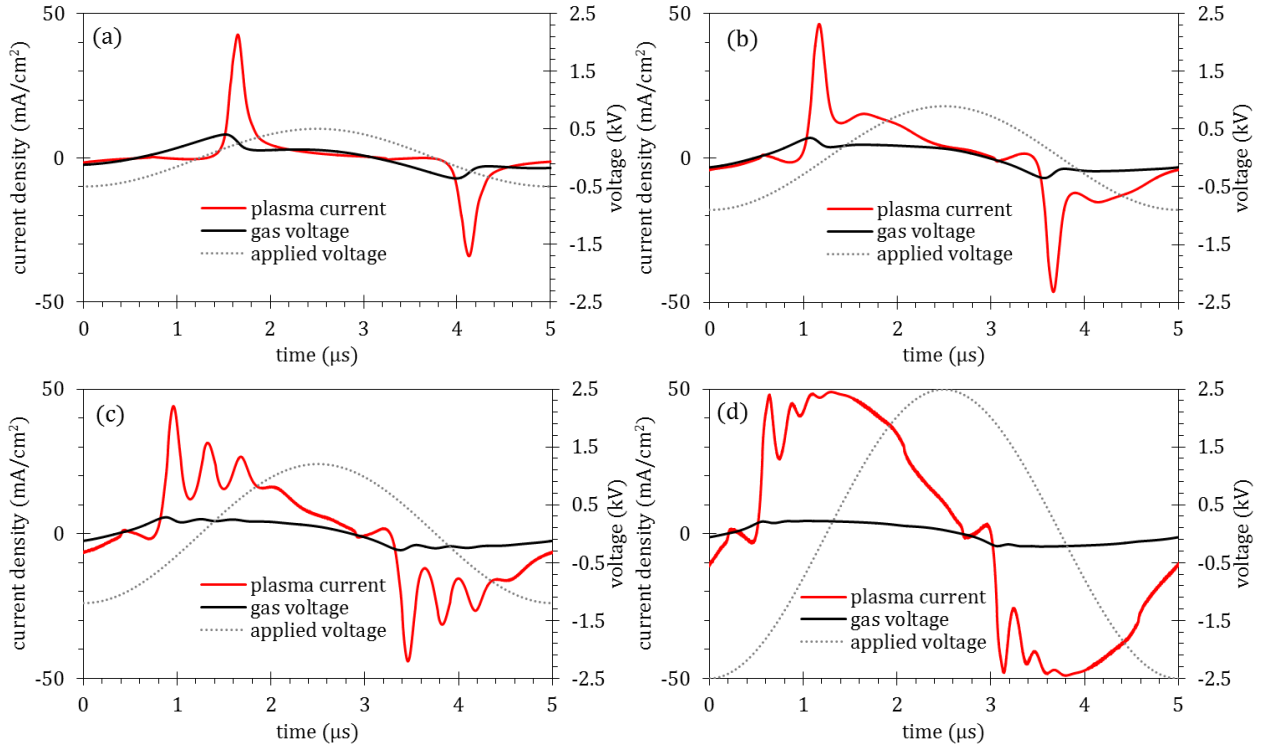 (a)
current density (mA/cm²)
50
0
-50
2.5
1.5
0.5
-0.5
-1.5
-2.5
voltage (kV)
plasma current
gas voltage
applied voltage
0 1 2 3 4 5
time (μs)
(b)
current density (mA/cm²)
50
0
-50
2.5
1.5
0.5
-0.5
-1.5
-2.5
voltage (kV)
plasma current
gas voltage
applied voltage
0 1 2 3 4 5
time (μs)
(c)
current density (mA/cm²)
50
0
-50
2.5
1.5
0.5
-0.5
-1.5
-2.5
voltage (kV)
plasma current
gas voltage
applied voltage
0 1 2 3 4 5
time (μs)
(d)
current density (mA/cm²)
50
0
-50
2.5
1.5
0.5
-0.5
-1.5
-2.5
voltage (kV)
plasma current
gas voltage
applied voltage
0 1 2 3 4 5
time (μs)